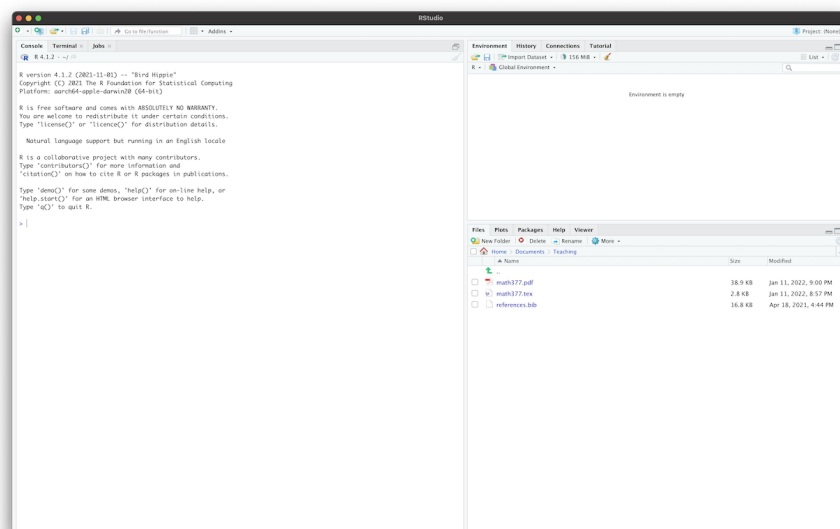 RStudio
Go to file/function
Addins
Project: (None)
Console Terminal Jobs
R 4.1.2 · ~/
R version 4.1.2 (2021-11-01) -- "Bird Hippie"
Copyright (C) 2021 The R Foundation for Statistical Computing
Platform: aarch64-apple-darwin20 (64-bit)
R is free software and comes with ABSOLUTELY NO WARRANTY.
You are welcome to redistribute it under certain conditions.
Type 'license()' or 'licence()' for distribution details.
Natural language support but running in an English locale
R is a collaborative project with many contributors.
Type 'contributors()' for more information and
'citation()' on how to cite R or R packages in publications.
Type 'demo()' for some demos, 'help()' for on-line help, or
'help.start()' for an HTML browser interface to help.
Type 'q()' to quit R.
>
Environment History Connections Tutorial
Import Dataset 156 MiB List
R Global Environment
Environment is empty
Files Plots Packages Help Viewer
New Folder Delete Rename More
Home Documents Teaching
Name Size Modified
..
math377.pdf 38.9 KB Jan 11, 2022, 9:00 PM
math377.tex 2.8 KB Jan 11, 2022, 8:57 PM
references.bib 16.8 KB Apr 18, 2021, 4:44 PM